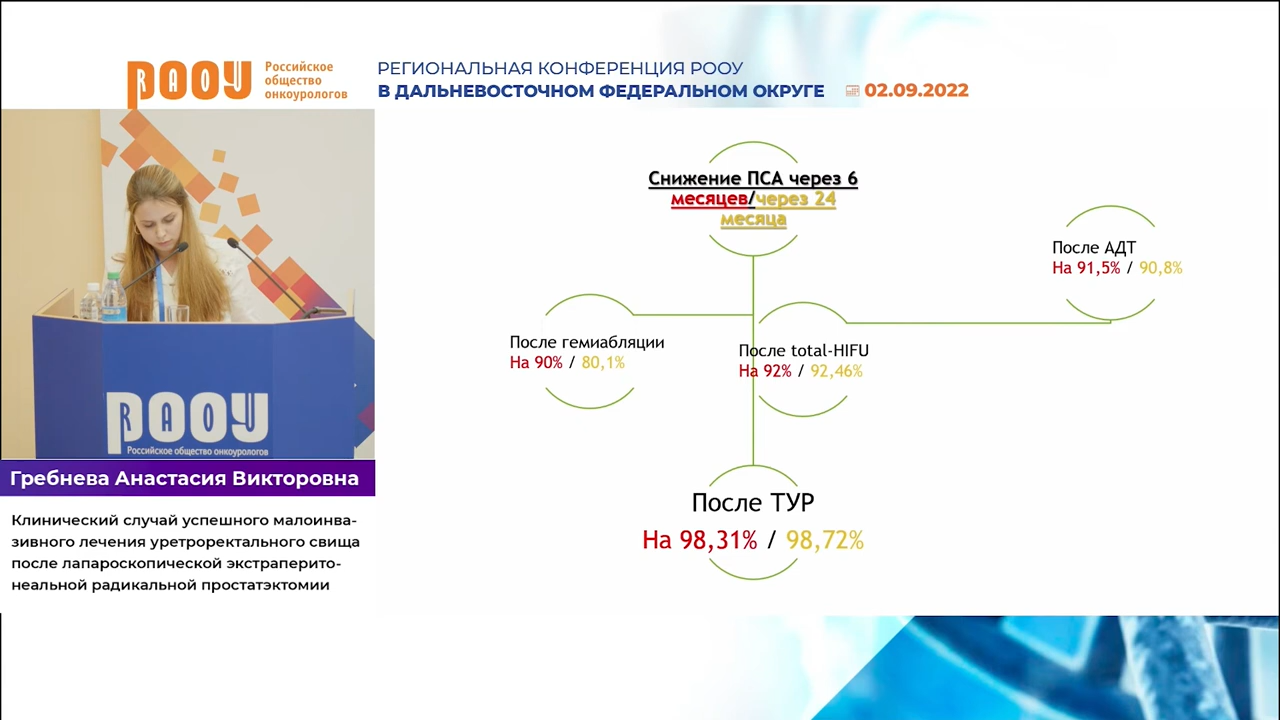 РООУ
RAOU
Российское
общество
онкоурологов
РЕГИОНАЛЬНАЯ КОНФЕРЕНЦИЯ РООУ
В ДАЛЬНЕВОСТОЧНОМ ФЕДЕРАЛЬНОМ ОКРУГЕ 02.09.2022
Снижение ПСА через 6
месяцев/через 24
месяца
После АДТ
На 91,5% / 90,8%
После гемиабляции
На 90% / 80,1%
После total-HIFU
На 92% / 92,46%
После ТУР
На 98,31% / 98,72%
РООУ
RAOU
Российское общество онкоурологов
Гребнева Анастасия Викторовна
Клинический случай успешного малоинва-
зивного лечения уретроректального свища
после лапароскопической экстраперито-
неальной радикальной простатэктомии